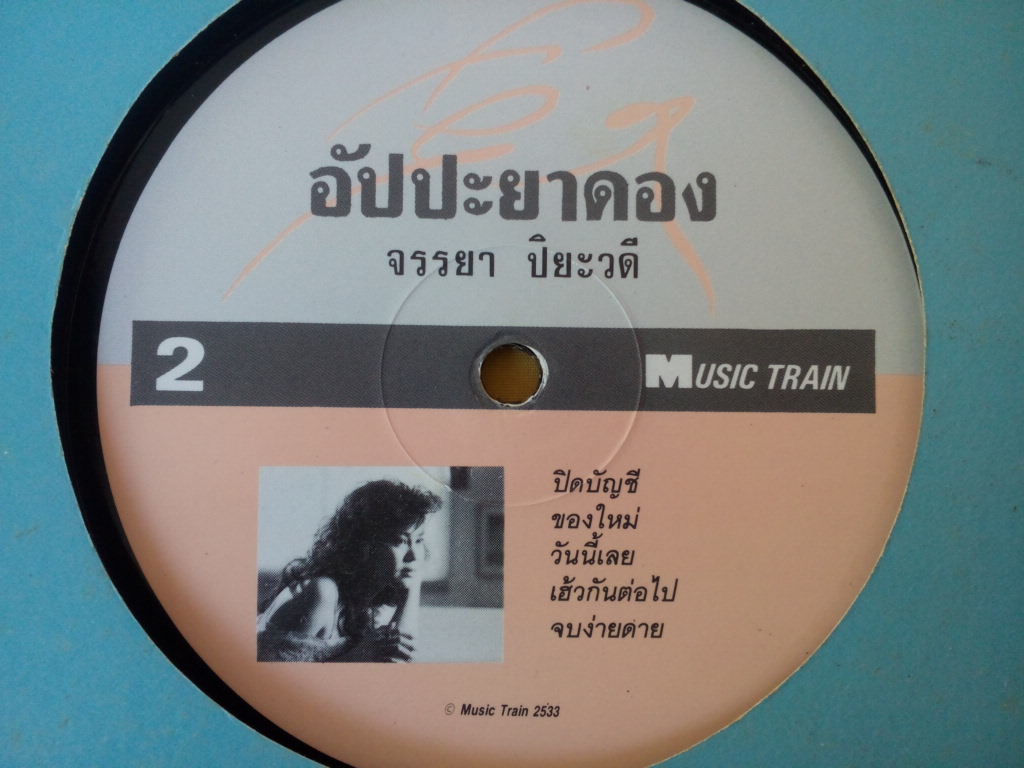 อัปปะยาดอง
จรรยา ปิยะวดี
2
MUSIC TRAIN
ปิดบัญชี
ของใหม่
วันนี้เลย
เฮ้วกันต่อไป
จบง่ายดาย
© Music Train 2533